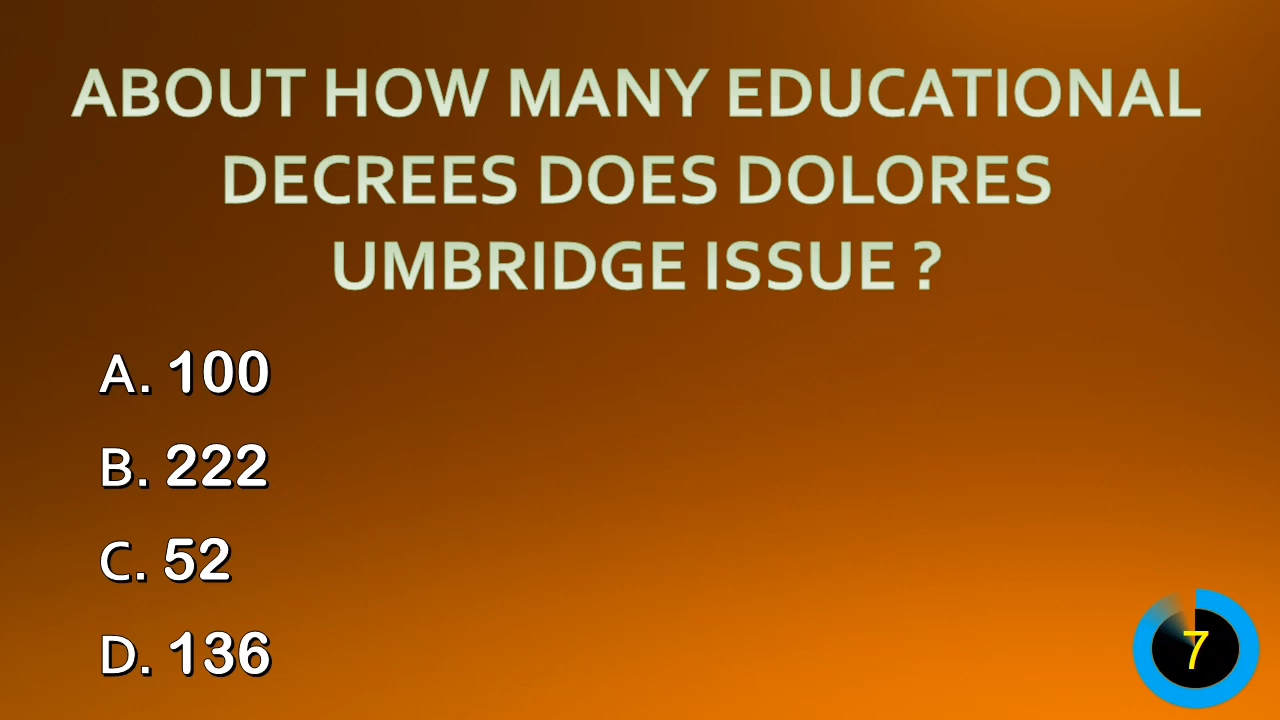 ABOUT HOW MANY EDUCATIONAL
DECREES DOES DOLORES
UMBRIDGE ISSUE ?
A. 100
B. 222
C. 52
D. 136
7